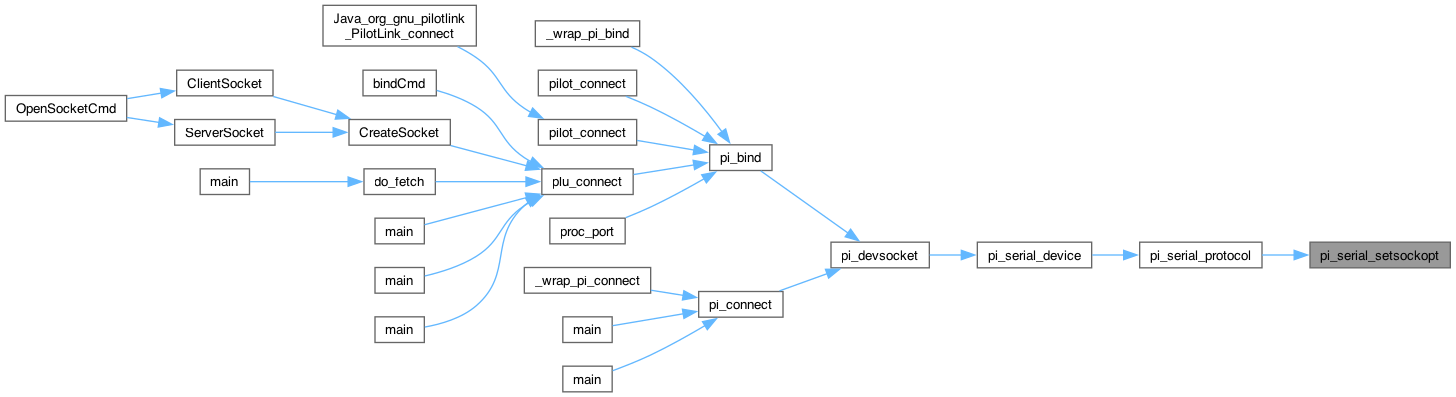 Java_org_gnu_pilotlink
_PilotLink_connect
_wrap_pi_bind
ClientSocket
bindCmd
pilot_connect
OpenSocketCmd
ServerSocket
CreateSocket
pilot_connect
pi_bind
main
do_fetch
plu_connect
main
proc_port
pi_devsocket
pi_serial_device
pi_serial_protocol
pi_serial_setsockopt
main
_wrap_pi_connect
pi_connect
main
main
main